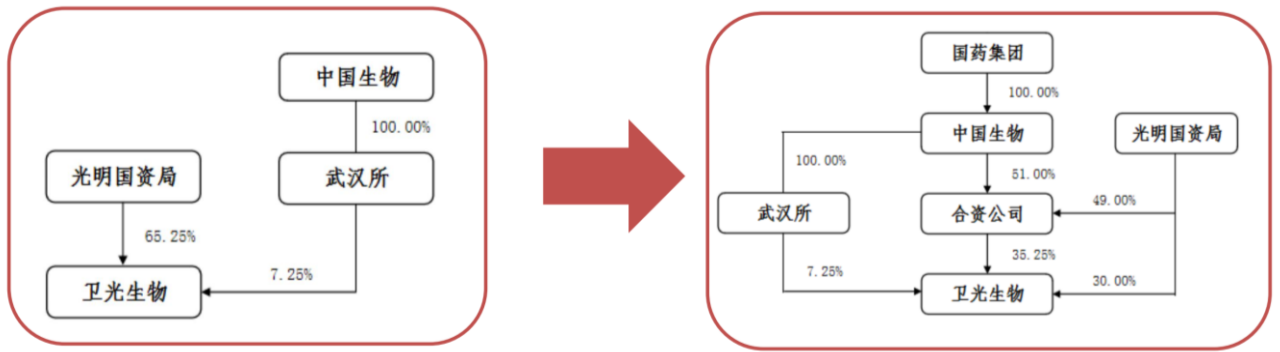 中国生物
100.00%
光明国资局
武汉所
65.25%
7.25%
卫光生物
国药集团
100.00%
中国生物
光明国资局
100.00%
51.00%
武汉所
合资公司
49.00%
35.25%
7.25%
30.00%
卫光生物